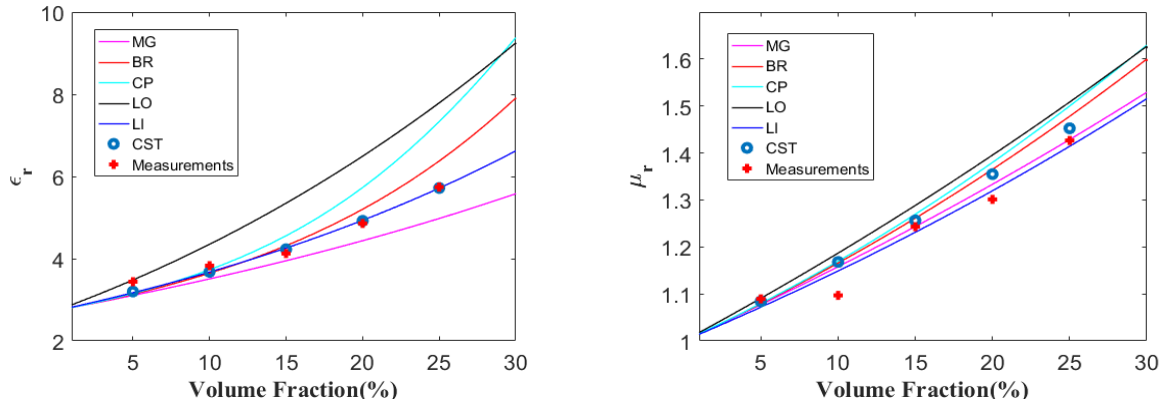 10
8
6
4
2
ϵr
MG
BR
CP
LO
LI
CST
Measurements
5 10 15 20 25 30
Volume Fraction(%)
1.6
1.5
1.4
1.3
1.2
1.1
1
μr
MG
BR
CP
LO
LI
CST
Measurements
5 10 15 20 25 30
Volume Fraction(%)